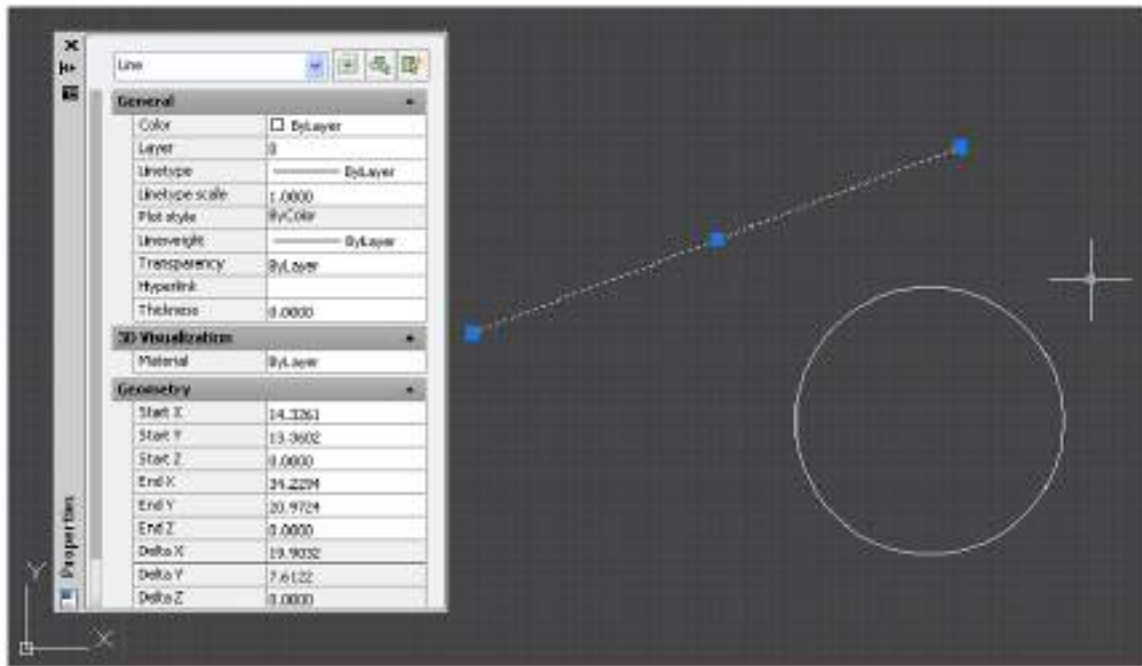 Line
General
Color ByLayer
Layer 0
Linetype ByLayer
Linetype scale 1.0000
Plot style ByColor
Lineweight ByLayer
Transparency ByLayer
Hyperlink
Thickness 0.0000
3D Visualization
Material ByLayer
Geometry
Start X 14.3261
Start Y 13.3602
Start Z 0.0000
End X 34.2294
End Y 20.9724
End Z 0.0000
Delta X 19.9032
Delta Y 7.6122
Delta Z 0.0000
Properties
Y
X